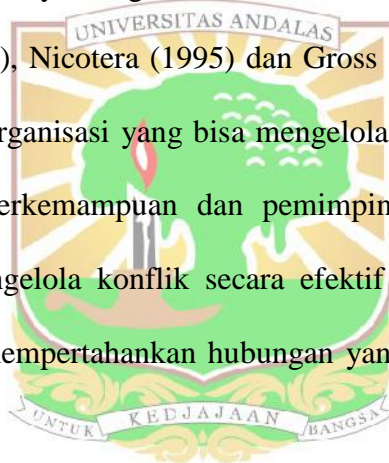 UNIVERSITAS ANDALAS
), Nicotera (1995) dan Gross
rganisasi yang bisa mengelola
erkemampuan dan pemimpin
ngelola konflik secara efektif
mempertahankan hubungan yan
UNTUK KEDJAJAAN BANGSA